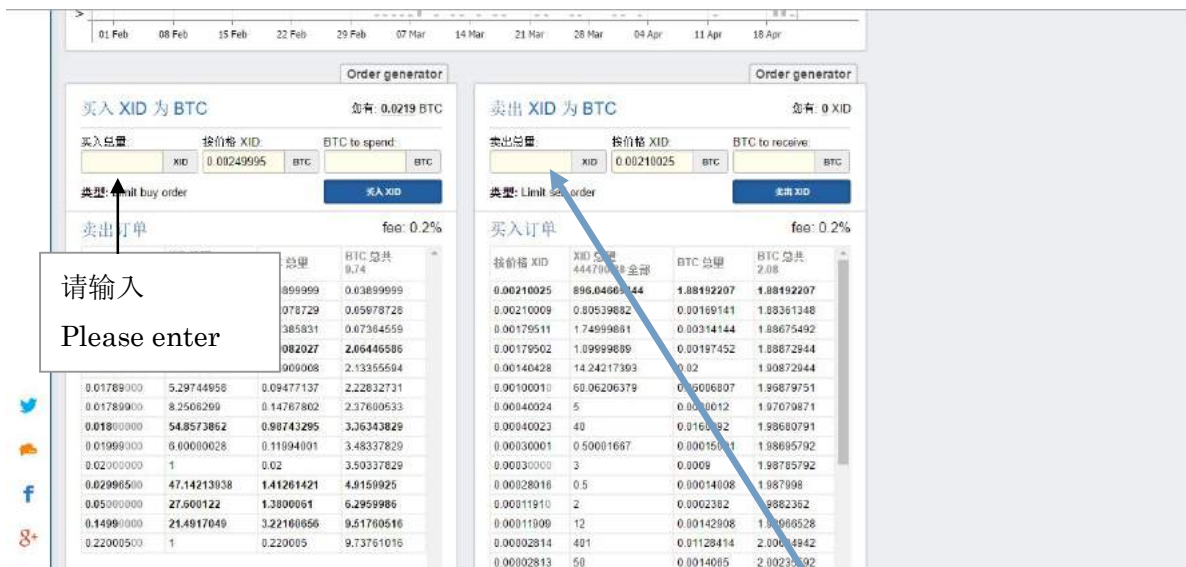 01 Feb 08 Feb 15 Feb 22 Feb 29 Feb 07 Mar 14 Mar 21 Mar 28 Mar 04 Apr 11 Apr 18 Apr
Order generator
买入 XID 为 BTC 您有: 0.0219 BTC
买入总量: 按价格 XID: BTC to spend:
XID 0.00249995 BTC BTC
类型: Limit buy order 买入 XID
卖出订单 fee: 0.2%
请输入
Please enter
总里 BTC 总共
9.74
899999 0.03899999
078729 0.05978728
385831 0.07364559
082027 2.06446586
909008 2.13355594
0.01789000 5.29744956 0.09477137 2.22832731
0.01789900 8.2506299 0.14767802 2.37600533
0.01800000 54.8573862 0.98743295 3.36343829
0.01999000 6.00000028 0.11994001 3.48337829
0.02000000 1 0.02 3.50337829
0.02996500 47.14213938 1.41261421 4.9159925
0.05000000 27.600122 1.3800061 6.2959986
0.14990000 21.4917049 3.22160656 9.51760516
0.22000500 1 0.220005 9.73761016
Order generator
卖出 XID 为 BTC 您有: 0 XID
卖出总量: 按价格 XID: BTC to receive:
XID 0.00210025 BTC BTC
类型: Limit order 卖出 XID
买入订单 fee: 0.2%
按价格 XID XID 全部 BTC 总里 BTC 总共
2.08
0.00210025 1.88192207 1.88192207
0.00210009 0.80539882 0.00169141 1.88361348
0.00179511 1.74999861 0.00314144 1.88675492
0.00179502 1.09999889 0.00197452 1.88872944
0.00140428 14.24217393 0.02 1.90872944
0.00100010 60.06206379 1.96879751
0.00040024 5 1.97079871
0.00040023 40 1.98680791
0.00030001 0.50001667 1.98695792
0.00030000 3 0.0009 1.98785792
0.00028016 0.5 0.00014008 1.987998
0.00011910 2 0.0002382
0.00011909 12 0.00142908
0.00002814 401 0.01128414
0.00002813 50 0.0014065